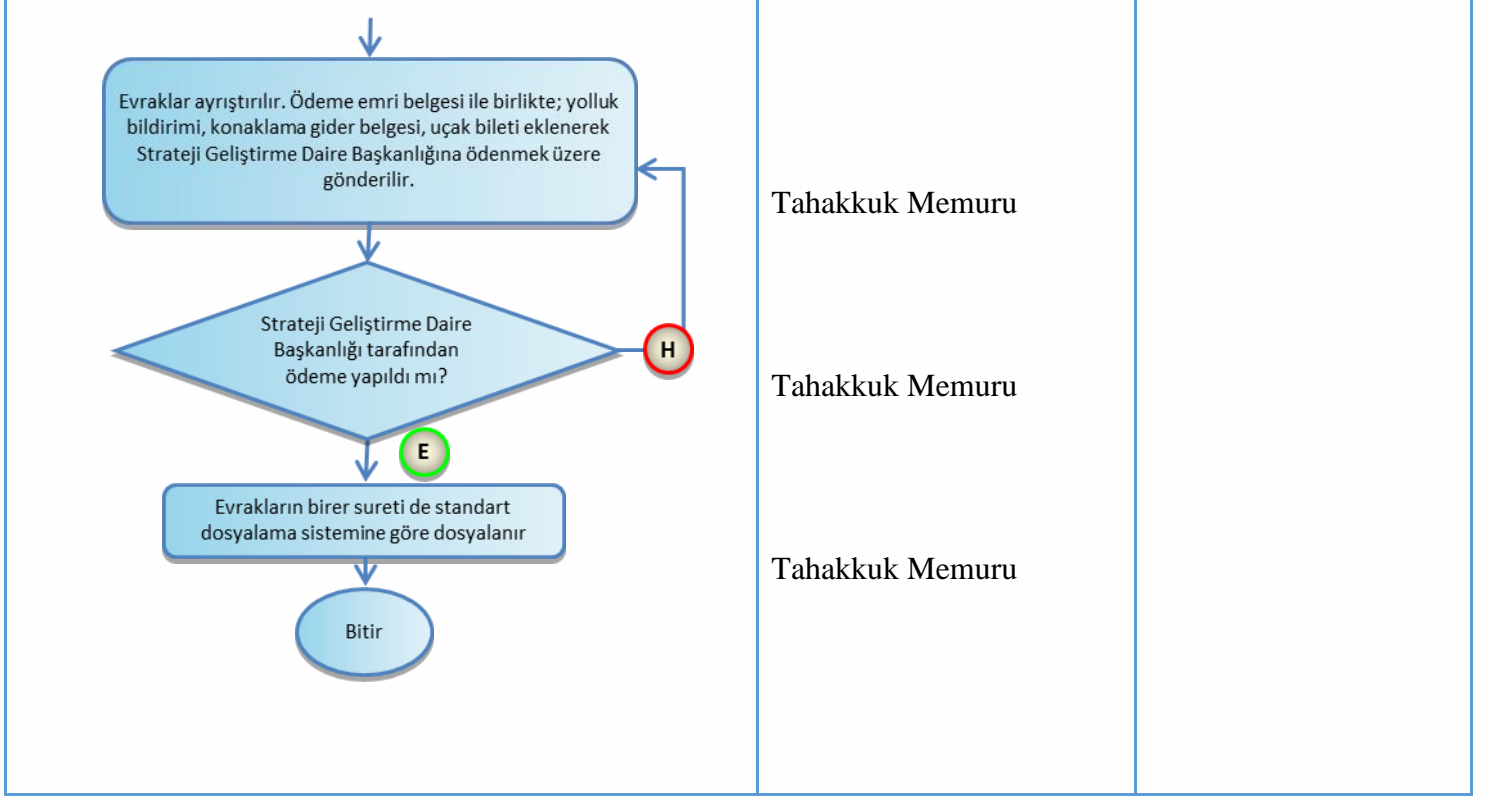 Evraklar ayrıştırılır. Ödeme emri belgesi ile birlikte; yolluk
bildirimi, konaklama gider belgesi, uçak bileti eklenerek
Strateji Geliştirme Daire Başkanlığına ödenmek üzere
gönderilir.
Tahakkuk Memuru
Strateji Geliştirme Daire
Başkanlığı tarafından
ödeme yapıldı mı?
H
Tahakkuk Memuru
E
Evrakların birer sureti de standart
dosyalama sistemine göre dosyalanır
Tahakkuk Memuru
Bitir